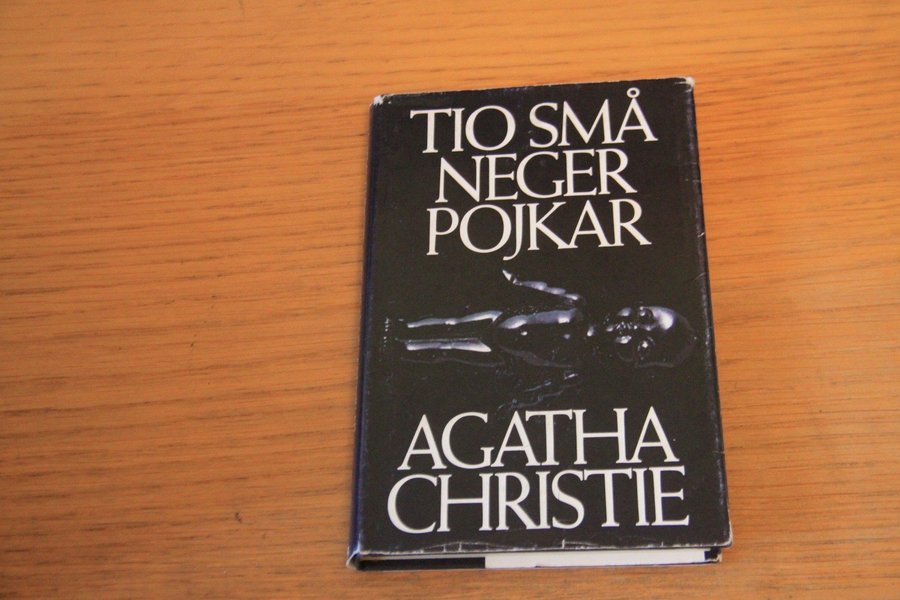 TIO SMÅ
NEGER
POJKAR
AGATHA
CHRISTIE